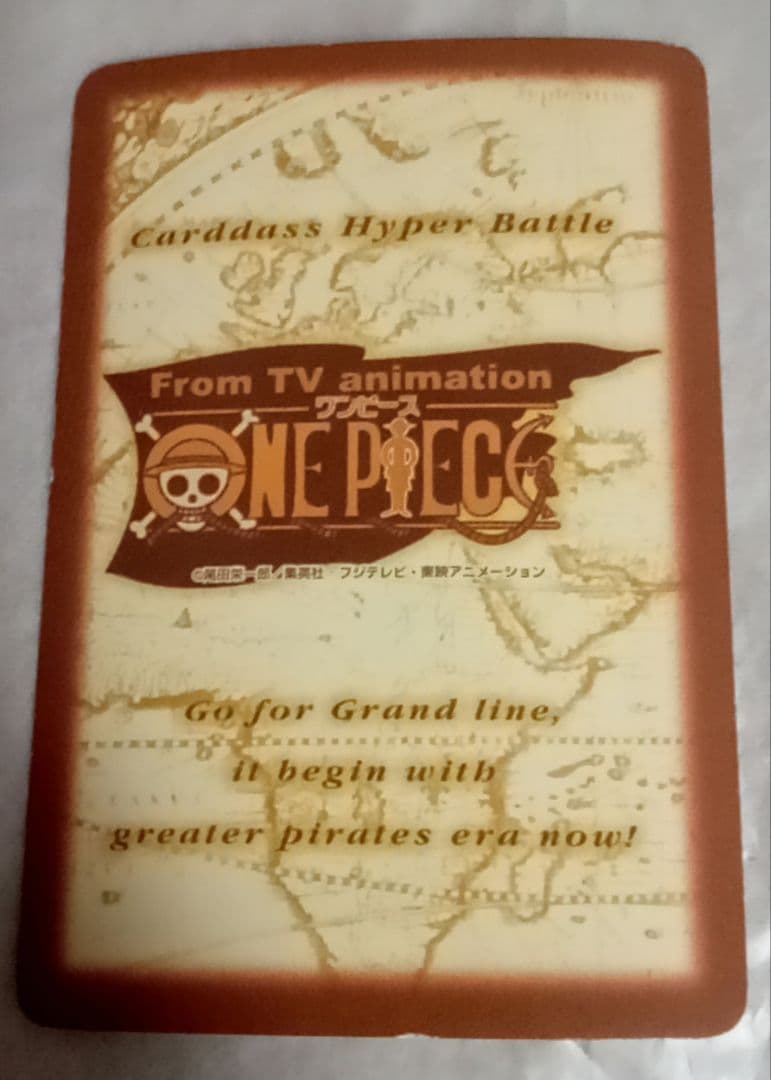 Carddass Hyper Battle
From TV animation
ワンピース
ONE PIECE
©尾田栄一郎/集英社・フジテレビ・東映アニメーション
Go for Grand line,
it begin with
greater pirates era now!